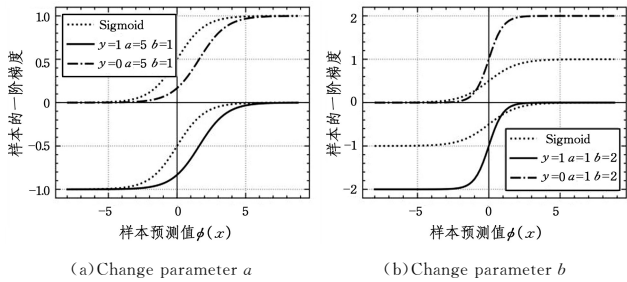 1.0
0.5
0
−0.5
−1.0
样本的一阶梯度
Sigmoid
y=1 a=5 b=1
y=0 a=5 b=1
−5 0 5
样本预测值ϕ(x)
(a)Change parameter a
2
1
0
−1
−2
样本的一阶梯度
Sigmoid
y=1 a=1 b=2
y=0 a=1 b=2
−5 0 5
样本预测值ϕ(x)
(b)Change parameter b